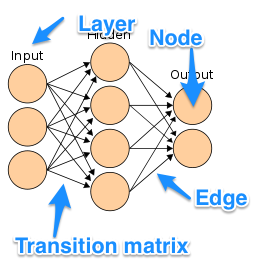 Layer
Hidden
Node
Input
Output
Edge
Transition matrix